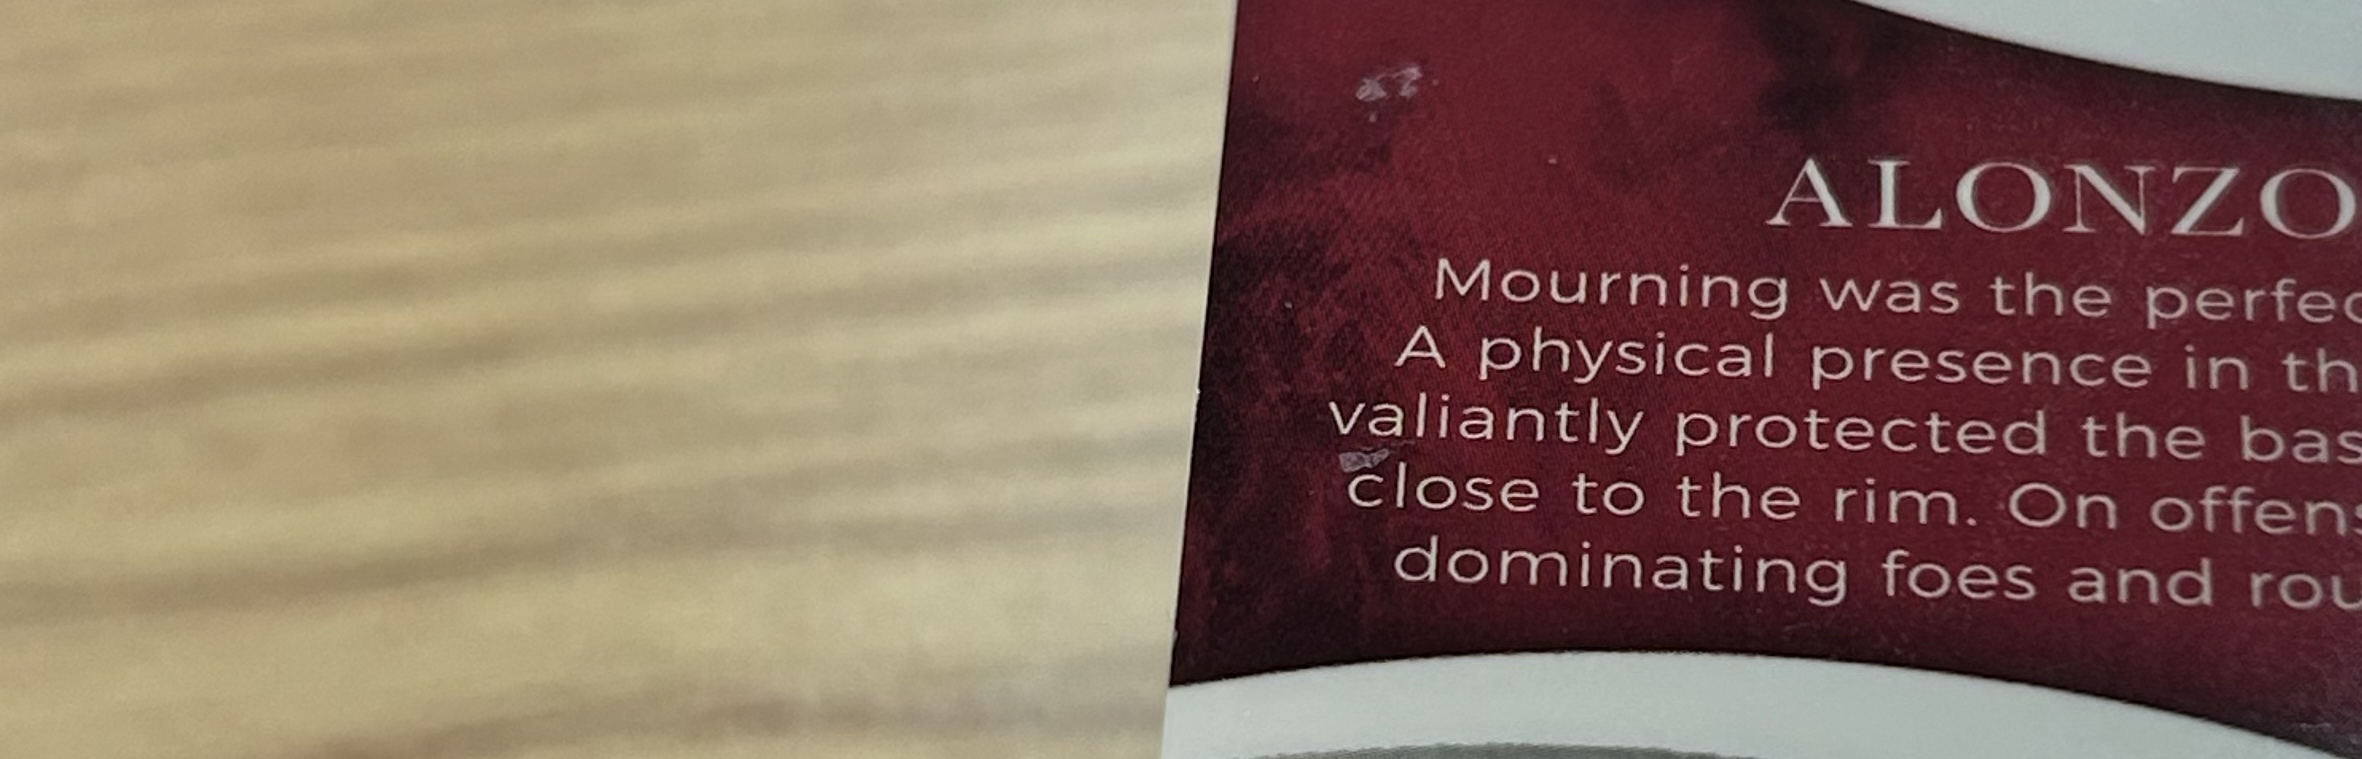 ALONZO
Mourning was the perfec
A physical presence in th
valiantly protected the bas
close to the rim. On offens
dominating foes and rou